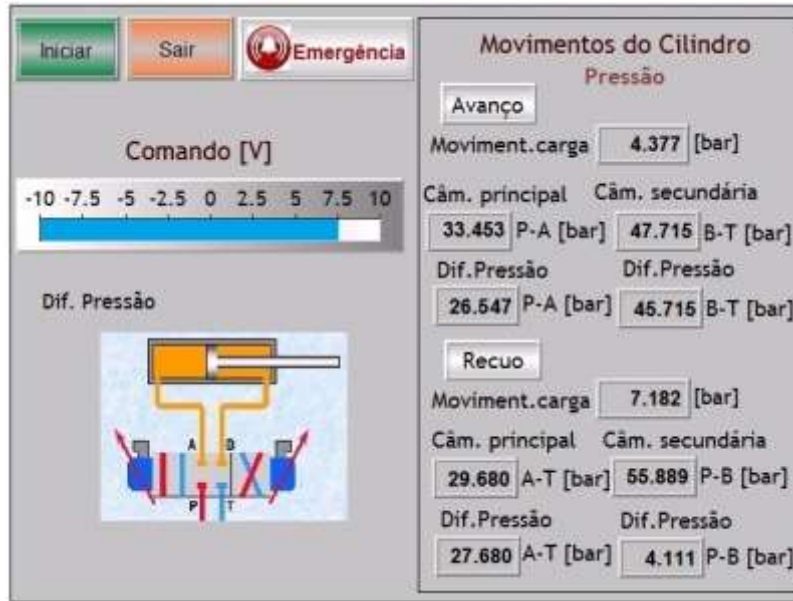 Iniciar Sair Emergência
Comando [V]
-10 -7.5 -5 -2.5 0 2.5 5 7.5 10
Dif. Pressão
A B
P T
Movimentos do Cilindro
Pressão
Avanço
Moviment.carga 4.377 [bar]
Câm. principal Câm. secundária
33.453 P-A [bar] 47.715 B-T [bar]
Dif.Pressão Dif.Pressão
26.547 P-A [bar] 45.715 B-T [bar]
Recuo
Moviment.carga 7.182 [bar]
Câm. principal Câm. secundária
29.680 A-T [bar] 55.889 P-B [bar]
Dif.Pressão Dif.Pressão
27.680 A-T [bar] 4.111 P-B [bar]